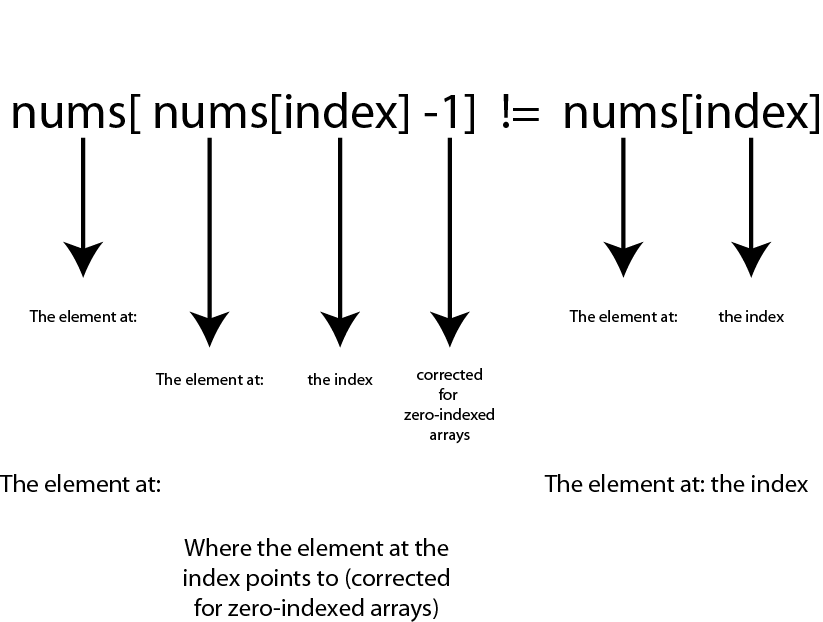 nums[ nums[index] -1] != nums[index]
The element at:
The element at:
the index
The element at:
the index
corrected
for
zero-indexed
arrays
The element at:
The element at: the index
Where the element at the
index points to (corrected
for zero-indexed arrays)